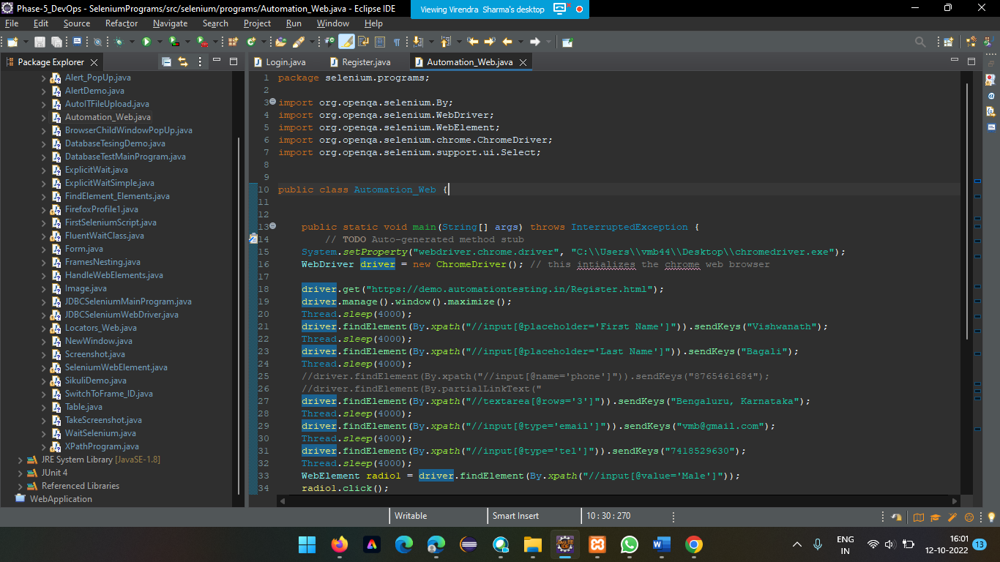 Phase-5_DevOps - SeleniumPrograms/src/selenium/programs/Automation_Web.java - Eclipse IDE
Viewing Virendra Sharma's desktop
File Edit Source Refactor Navigate Search Project Run Window Help
Package Explorer
Login.java
Register.java
Automation_Web.java
Alert_PopUp.java
AlertDemo.java
AutoITFileUpload.java
Automation_Web.java
BrowserChildWindowPopUp.java
DatabaseTesingDemo.java
DatabaseTestMainProgram.java
ExplicitWait.java
ExplicitWaitSimple.java
FindElement_Elements.java
FirefoxProfile1.java
FirstSeleniumScript.java
FluentWaitClass.java
Form.java
FramesNesting.java
HandleWebElements.java
Image.java
JDBCSeleniumMainProgram.java
JDBCSeleniumWebDriver.java
Locators_Web.java
NewWindow.java
Screenshot.java
SeleniumWebElement.java
SikuliDemo.java
SwitchToFrame_ID.java
Table.java
TakeScreenshot.java
WaitSelenium.java
XPathProgram.java
JRE System Library [JavaSE-1.8]
JUnit 4
Referenced Libraries
WebApplication
1 package selenium.programs;
2
3 import org.openqa.selenium.By;
4 import org.openqa.selenium.WebDriver;
5 import org.openqa.selenium.WebElement;
6 import org.openqa.selenium.chrome.ChromeDriver;
7 import org.openqa.selenium.support.ui.Select;
8
9
10 public class Automation_Web {
11
12
13 public static void main(String[] args) throws InterruptedException {
14 // TODO Auto-generated method stub
15 System.setProperty("webdriver.chrome.driver", "C:\\Users\\vmb44\\Desktop\\chromedriver.exe");
16 WebDriver driver = new ChromeDriver(); // this intializes the chrome web browser
17
18 driver.get("https://demo.automationtesting.in/Register.html");
19 driver.manage().window().maximize();
20 Thread.sleep(4000);
21 driver.findElement(By.xpath("//input[@placeholder='First Name']")).sendKeys("Vishwanath");
22 Thread.sleep(4000);
23 driver.findElement(By.xpath("//input[@placeholder='Last Name']")).sendKeys("Bagali");
24 Thread.sleep(4000);
25 //driver.findElement(By.xpath("//input[@name='phone']")).sendKeys("8765461684");
26 //driver.findElement(By.partialLinkText("
27 driver.findElement(By.xpath("//textarea[@rows='3']")).sendKeys("Bengaluru, Karnataka");
28 Thread.sleep(4000);
29 driver.findElement(By.xpath("//input[@type='email']")).sendKeys("vmb@gmail.com");
30 Thread.sleep(4000);
31 driver.findElement(By.xpath("//input[@type='tel']")).sendKeys("7418529630");
32 Thread.sleep(4000);
33 WebElement radio1 = driver.findElement(By.xpath("//input[@value='Male']"));
34 radio1.click();
Writable
Smart Insert
10 : 30 : 270
ENG
IN
16:01
12-10-2022
13